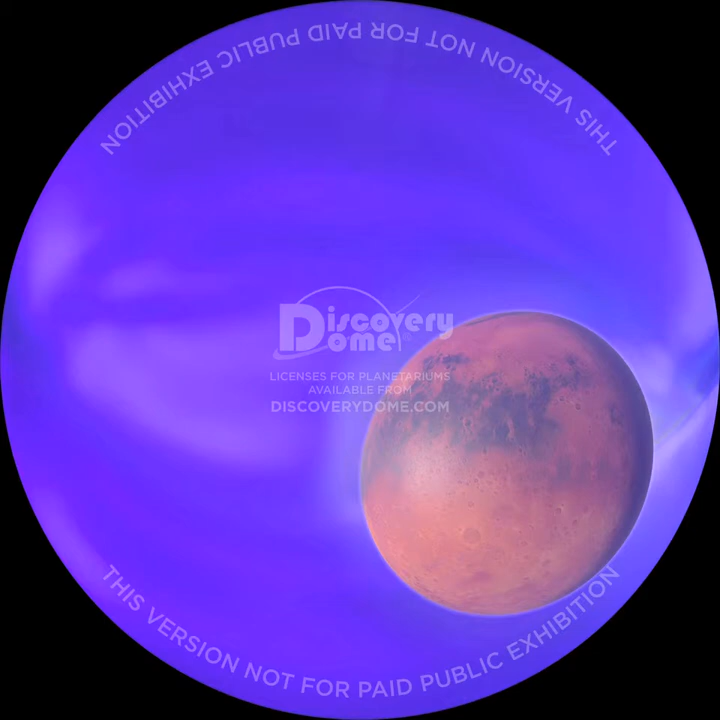 THIS VERSION NOT FOR PAID PUBLIC EXHIBITION
Discovery
Dome
LICENSES FOR PLANETARIUMS
AVAILABLE FROM
DISCOVERYDOME.COM
THIS VERSION NOT FOR PAID PUBLIC EXHIBITION